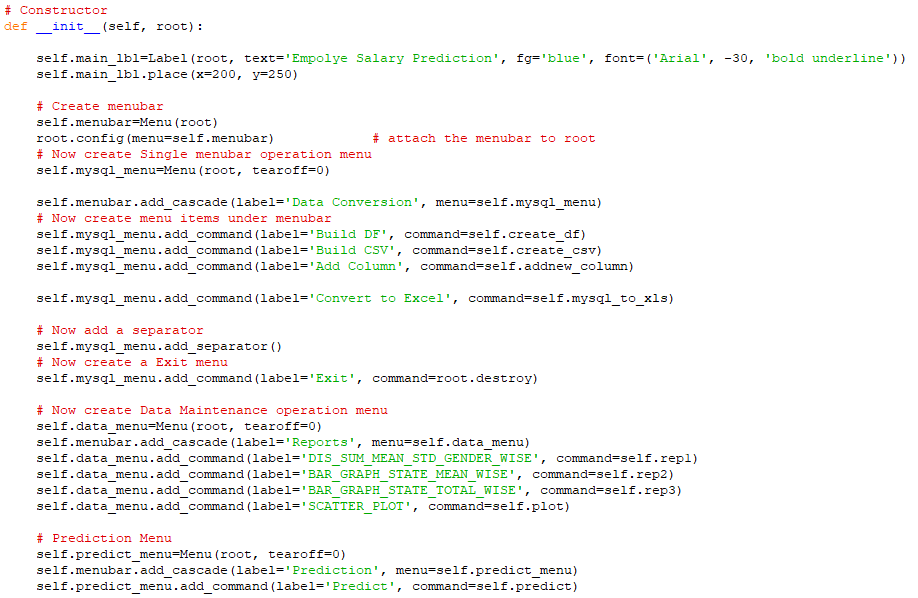 # Constructor
def __init__(self, root):
self.main_lbl=Label(root, text='Empolye Salary Prediction', fg='blue', font=('Arial', -30, 'bold underline'))
self.main_lbl.place(x=200, y=250)
# Create menubar
self.menubar=Menu(root)
root.config(menu=self.menubar) # attach the menubar to root
# Now create Single menubar operation menu
self.mysql_menu=Menu(root, tearoff=0)
self.menubar.add_cascade(label='Data Conversion', menu=self.mysql_menu)
# Now create menu items under menubar
self.mysql_menu.add_command(label='Build DF', command=self.create_df)
self.mysql_menu.add_command(label='Build CSV', command=self.create_csv)
self.mysql_menu.add_command(label='Add Column', command=self.addnew_column)
self.mysql_menu.add_command(label='Convert to Excel', command=self.mysql_to_xls)
# Now add a separator
self.mysql_menu.add_separator()
# Now create a Exit menu
self.mysql_menu.add_command(label='Exit', command=root.destroy)
# Now create Data Maintenance operation menu
self.data_menu=Menu(root, tearoff=0)
self.menubar.add_cascade(label='Reports', menu=self.data_menu)
self.data_menu.add_command(label='DIS_SUM_MEAN_STD_GENDER_WISE', command=self.rep1)
self.data_menu.add_command(label='BAR_GRAPH_STATE_MEAN_WISE', command=self.rep2)
self.data_menu.add_command(label='BAR_GRAPH_STATE_TOTAL_WISE', command=self.rep3)
self.data_menu.add_command(label='SCATTER_PLOT', command=self.plot)
# Prediction Menu
self.predict_menu=Menu(root, tearoff=0)
self.menubar.add_cascade(label='Prediction', menu=self.predict_menu)
self.predict_menu.add_command(label='Predict', command=self.predict)